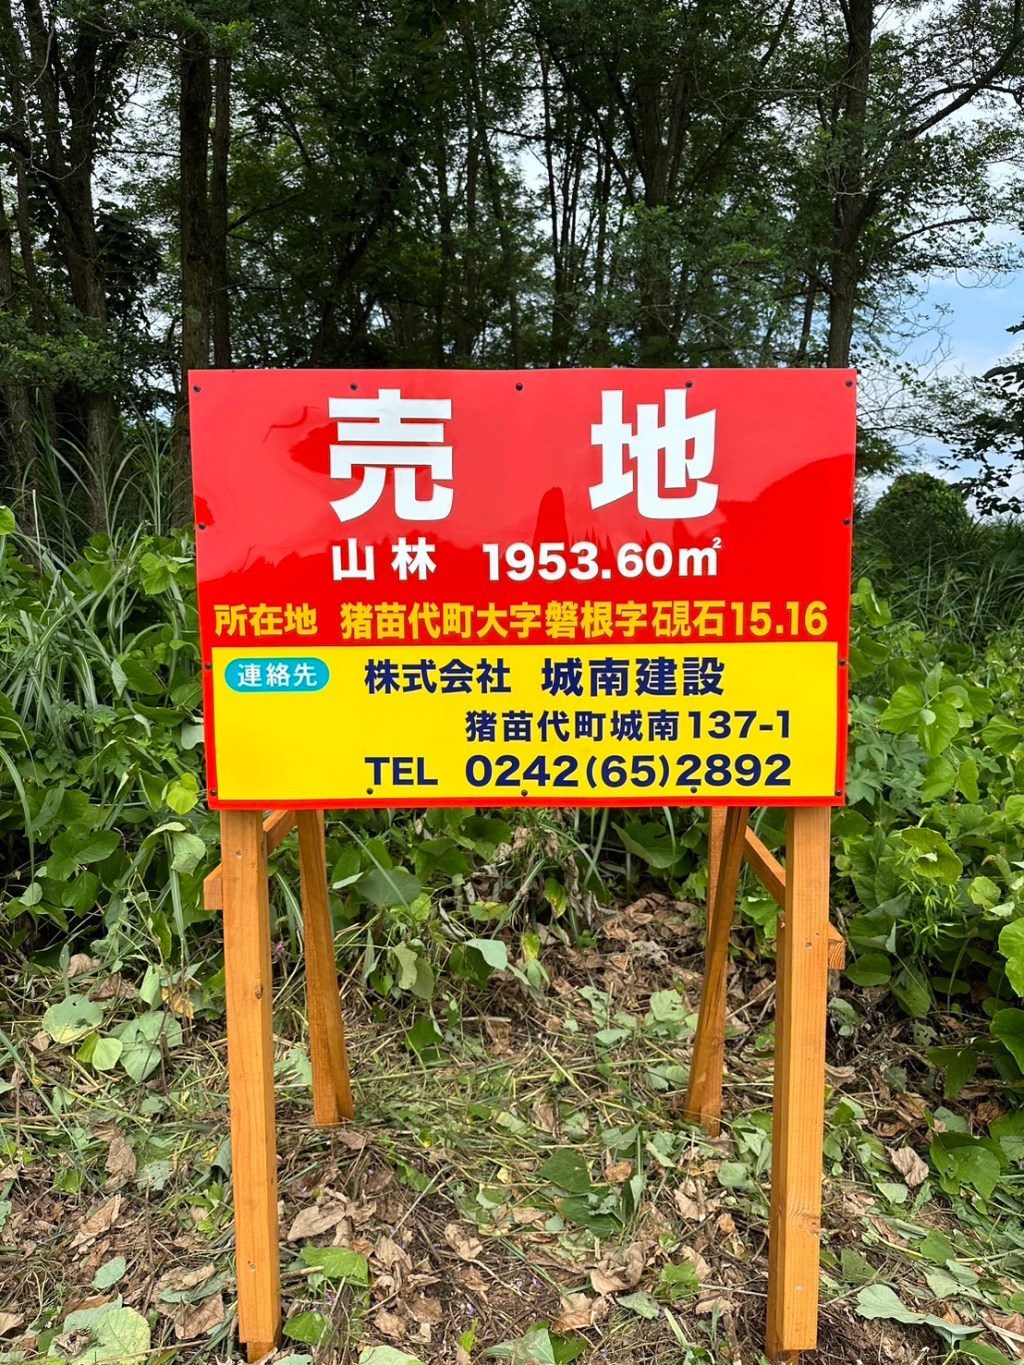 売地
山林 1953.60㎡
所在地 猪苗代町大字磐根字硯石15.16
連絡先 株式会社 城南建設
猪苗代町城南137-1
TEL 0242(65)2892